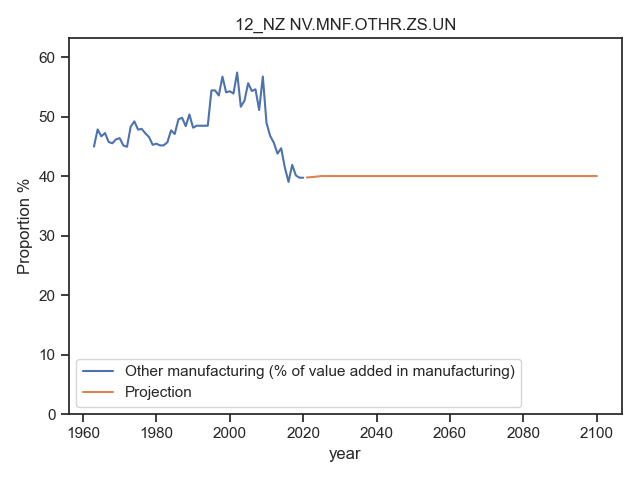 12_NZ NV.MNF.OTHR.ZS.UN
Proportion %
60
50
40
30
20
10
0
Other manufacturing (% of value added in manufacturing)
Projection
1960 1980 2000 2020 2040 2060 2080 2100
year